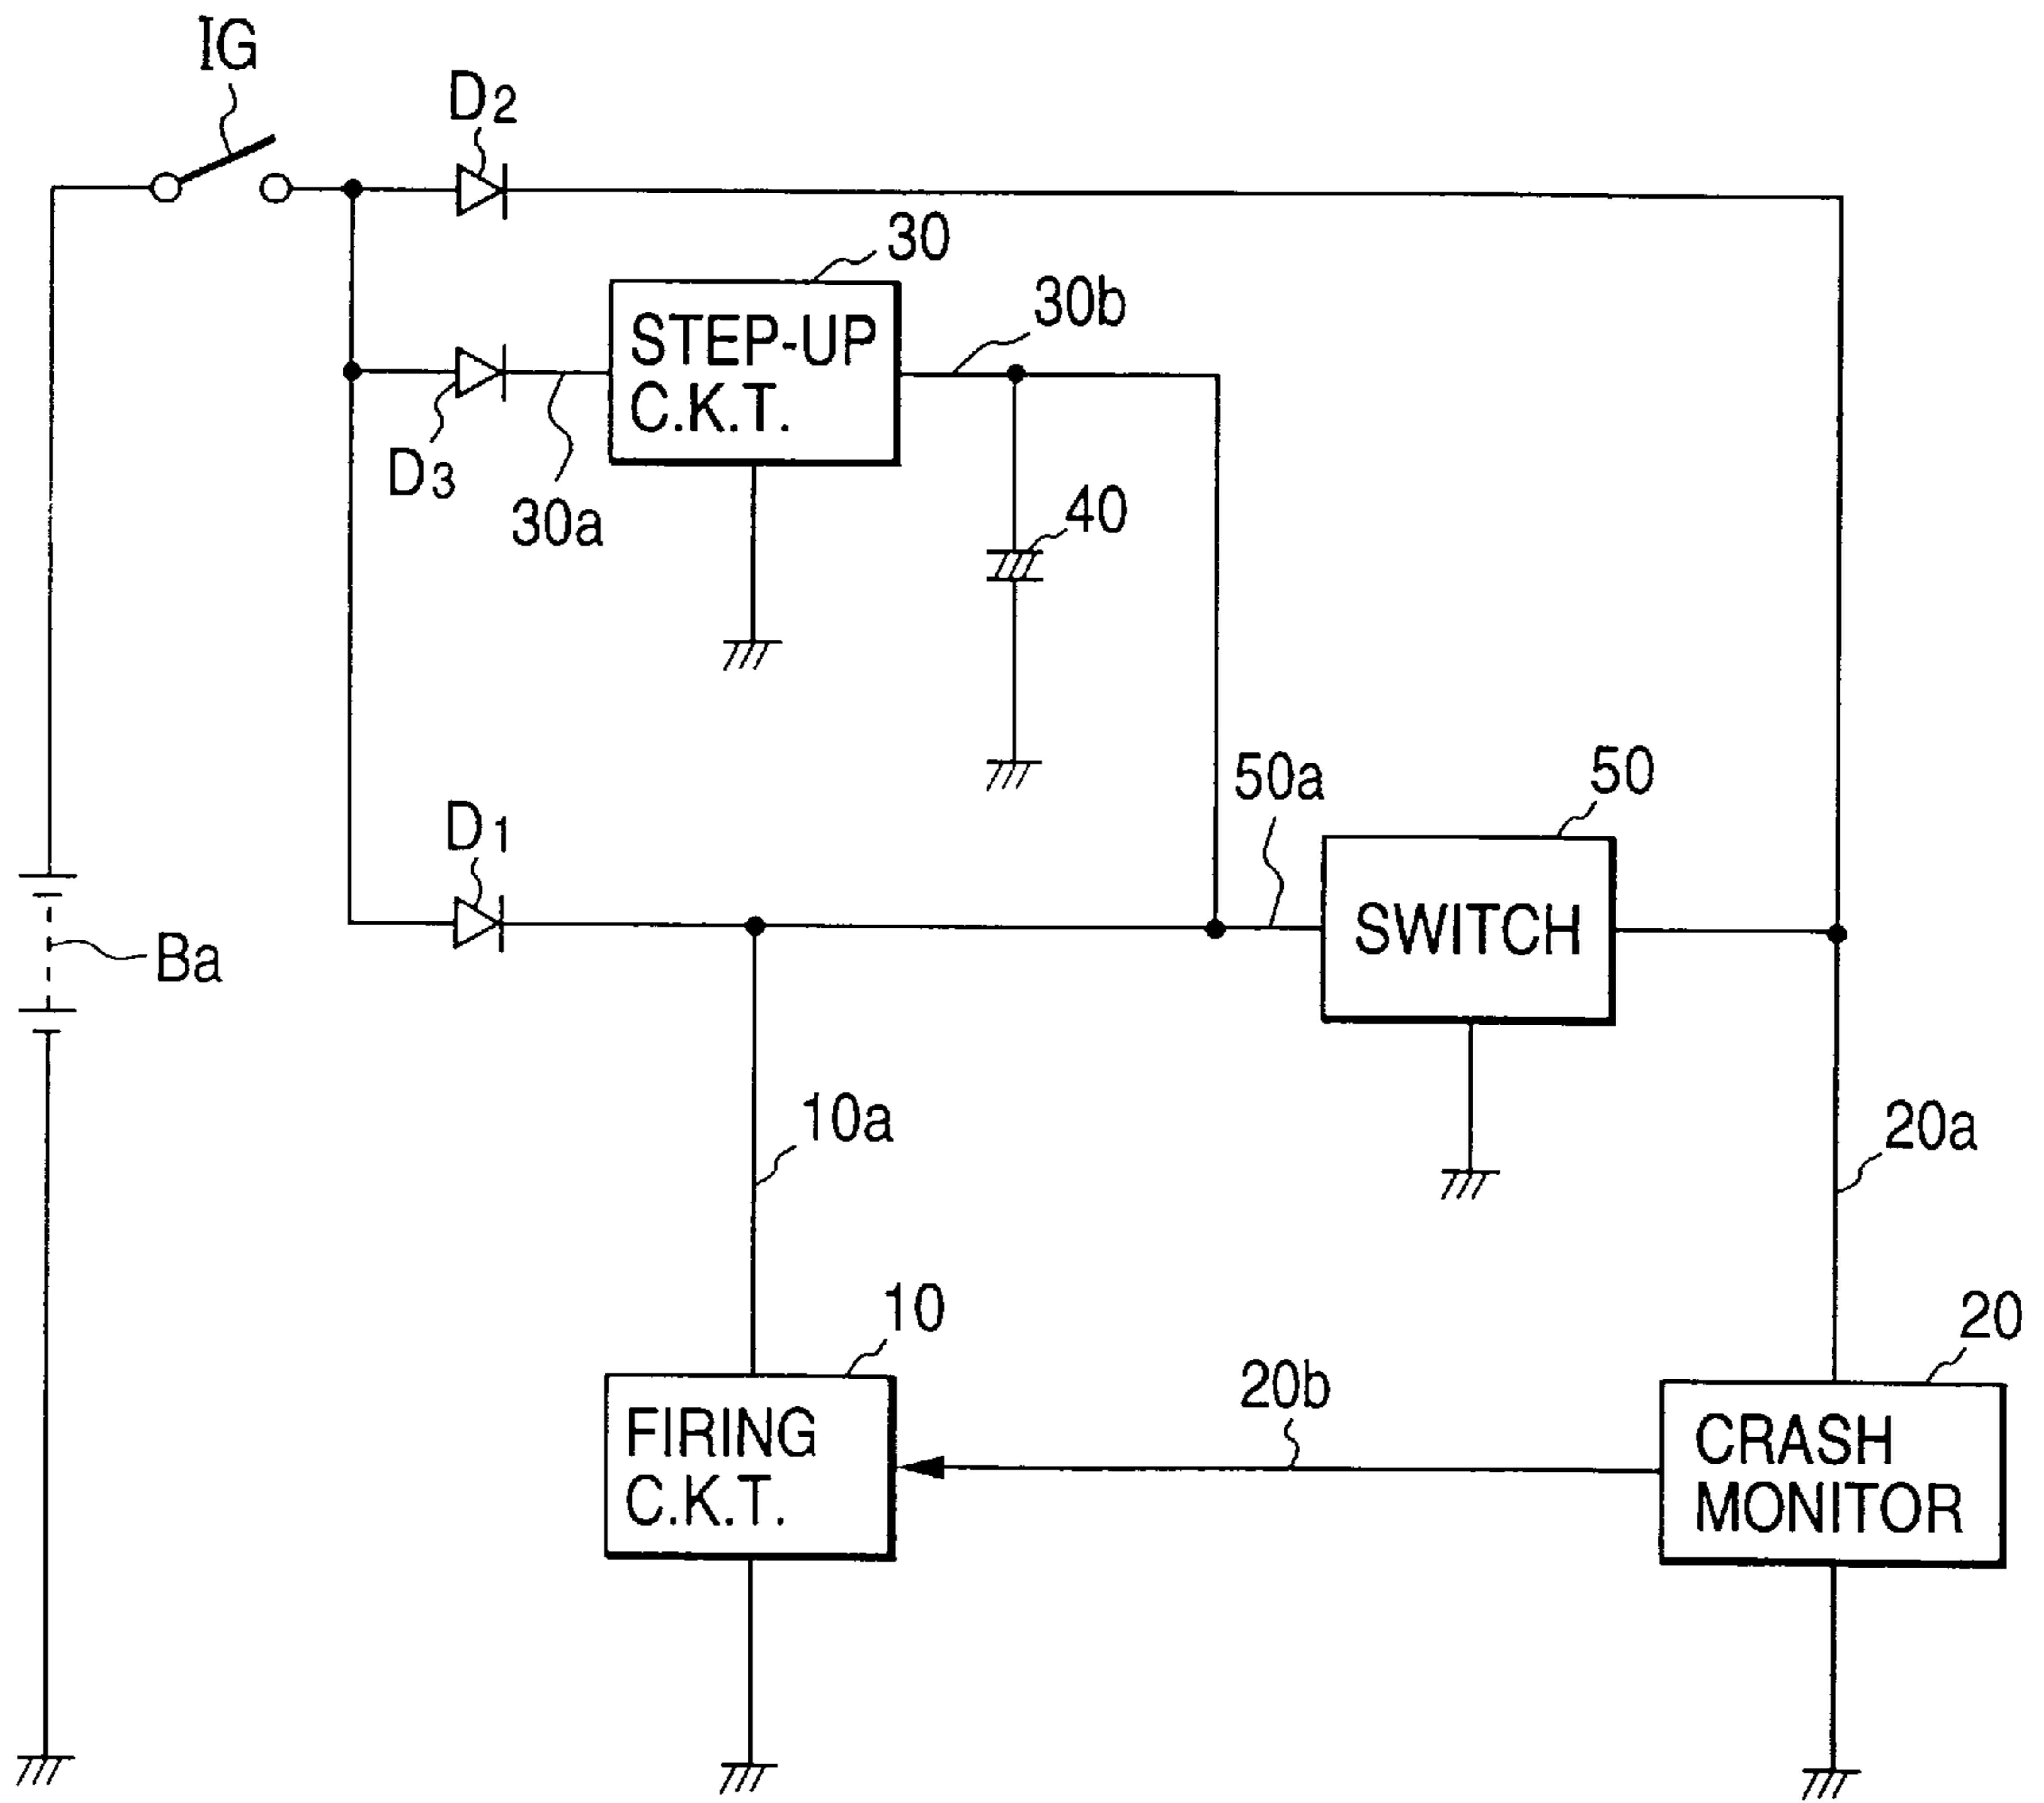 IG
D2
30
30b
STEP-UP
C.K.T.
D3
30a
40
50
50a
D1
SWITCH
Ba
10a
20a
10
20
20b
FIRING
C.K.T.
CRASH
MONITOR